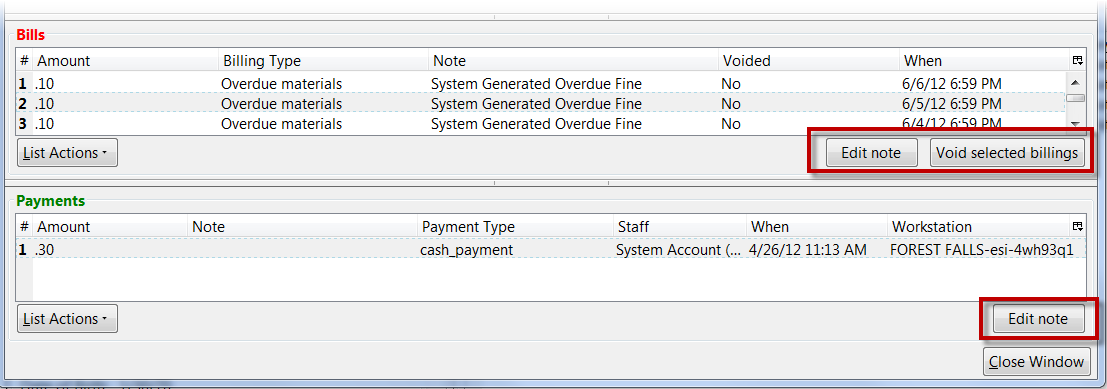 Bills
# Amount Billing Type Note Voided When
1 .10 Overdue materials System Generated Overdue Fine No 6/6/12 6:59 PM
2 .10 Overdue materials System Generated Overdue Fine No 6/5/12 6:59 PM
3 .10 Overdue materials System Generated Overdue Fine No 6/4/12 6:59 PM
List Actions Edit note Void selected billings
Payments
# Amount Note Payment Type Staff When Workstation
1 .30 cash_payment System Account (... 4/26/12 11:13 AM FOREST FALLS-esi-4wh93q1
List Actions Edit note
Close Window